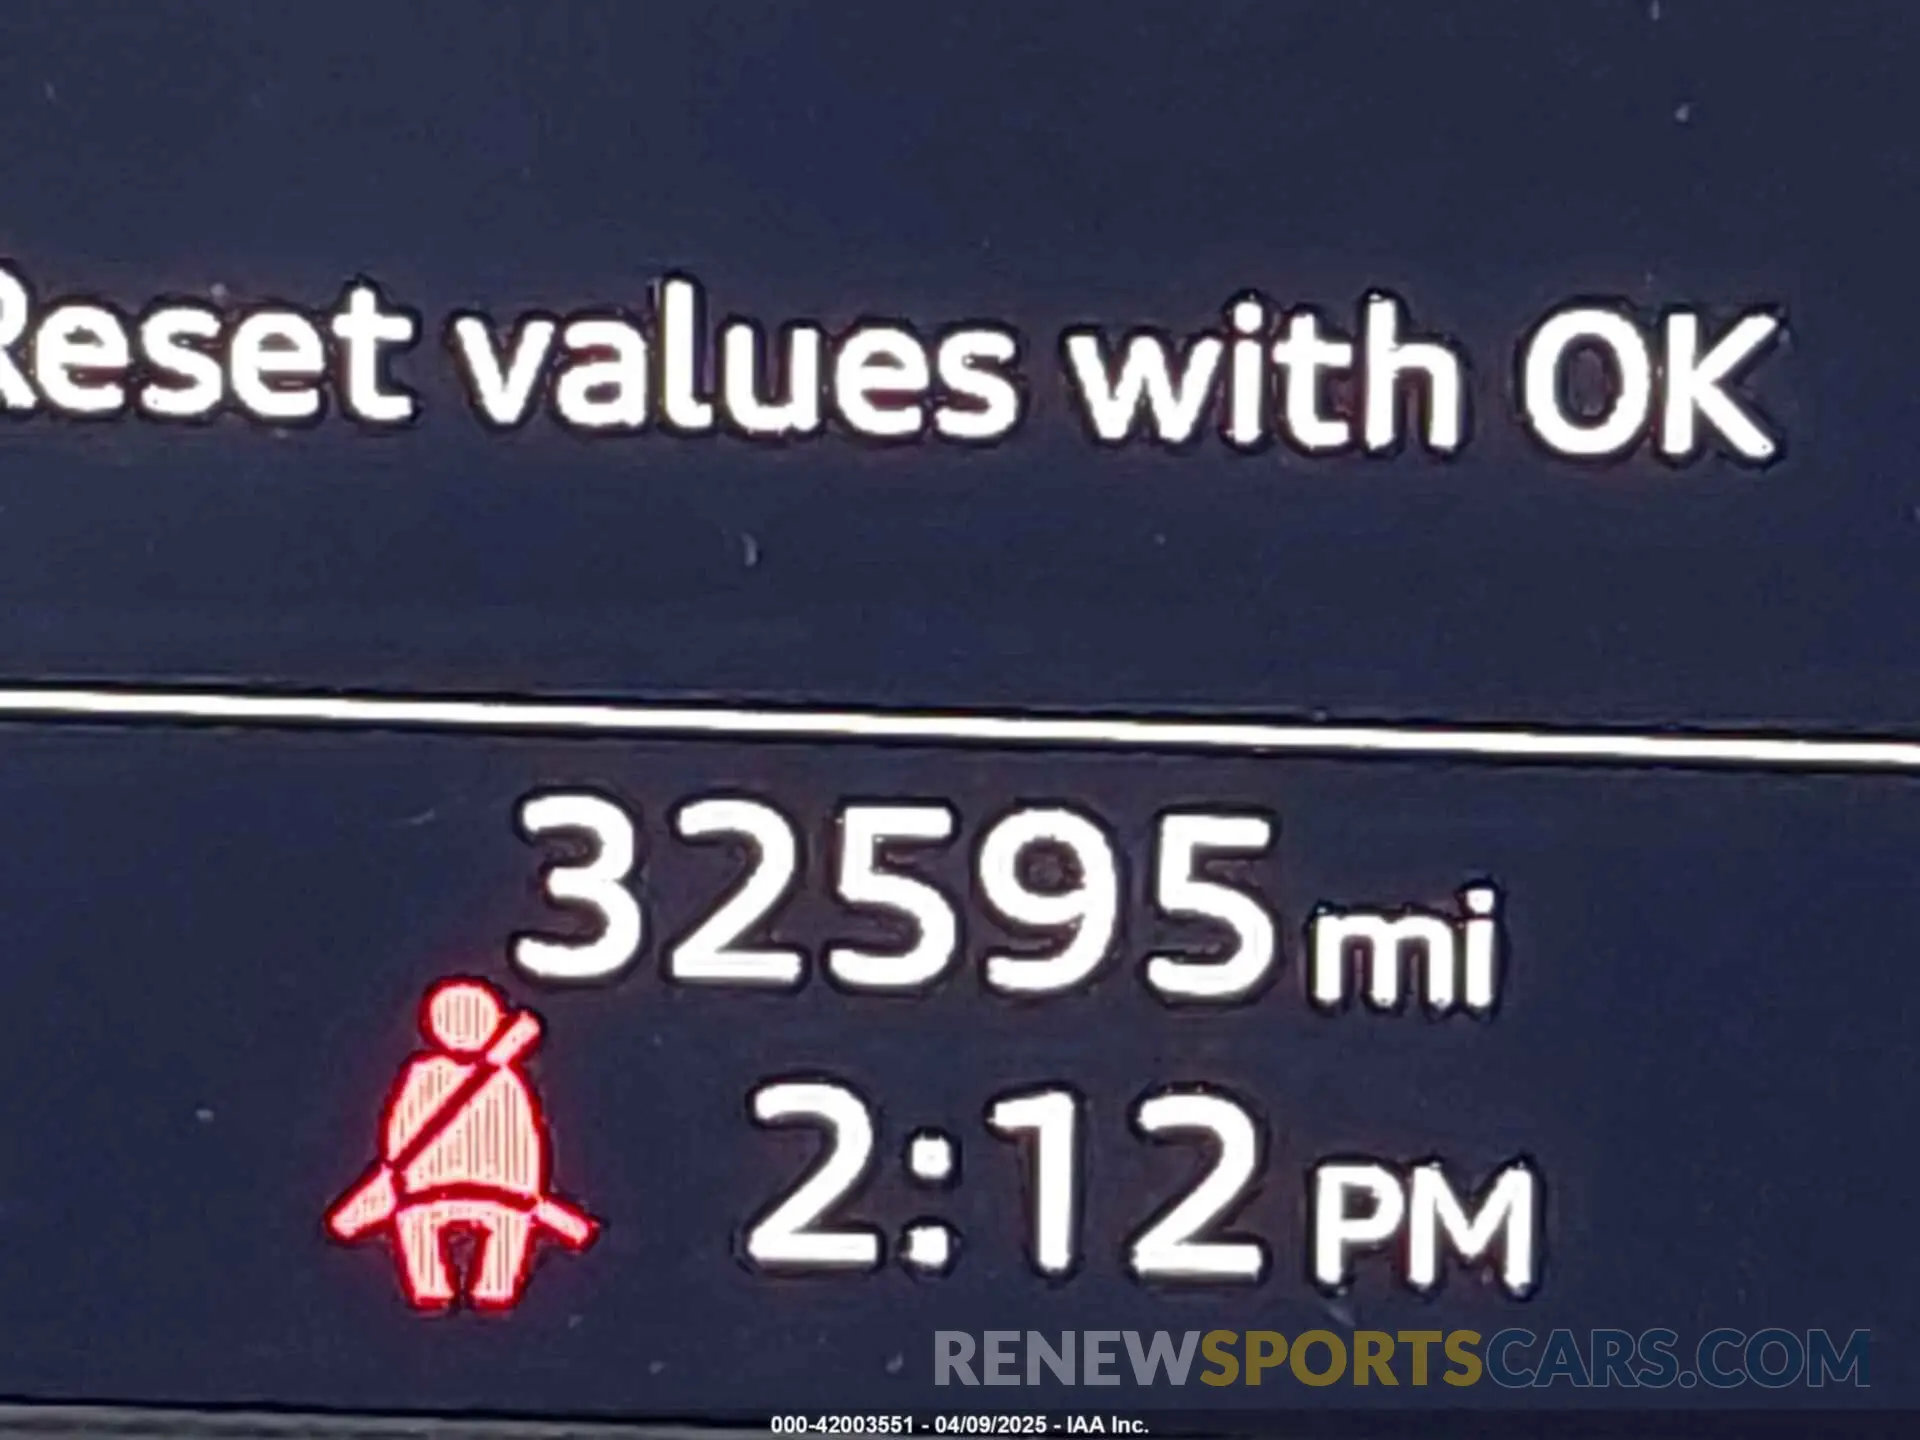 Reset values with OK
32595 mi
2:12 PM
RENEWSPORTSCARS.COM
000-42003551 - 04/09/2025 - IAA Inc.